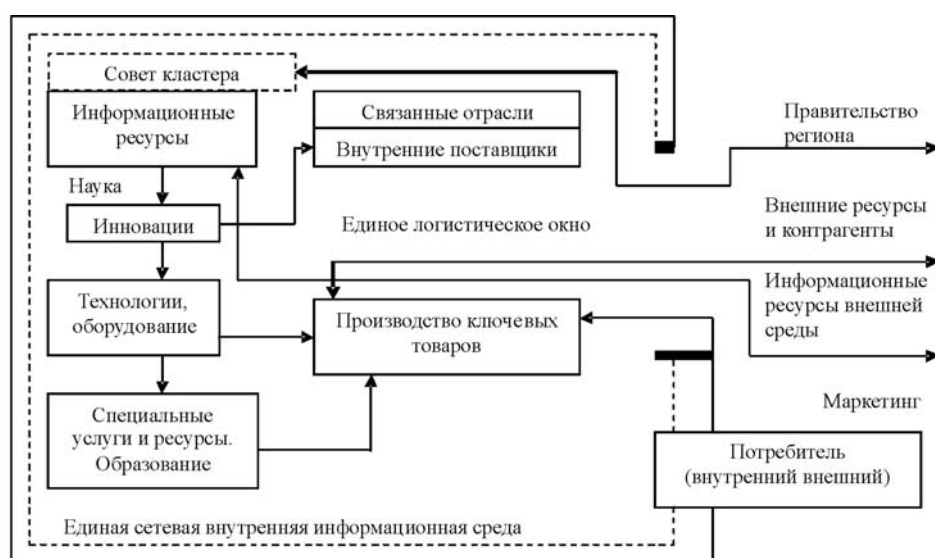 Совет кластера
Информационные
ресурсы
Связанные отрасли
Внутренние поставщики
Правительство
региона
Наука
Инновации
Единое логистическое окно
Внешние ресурсы
и контрагенты
Технологии,
оборудование
Производство ключевых
товаров
Информационные
ресурсы внешней
среды
Специальные
услуги и ресурсы.
Образование
Маркетинг
Потребитель
(внутренний внешний)
Единая сетевая внутренняя информационная среда